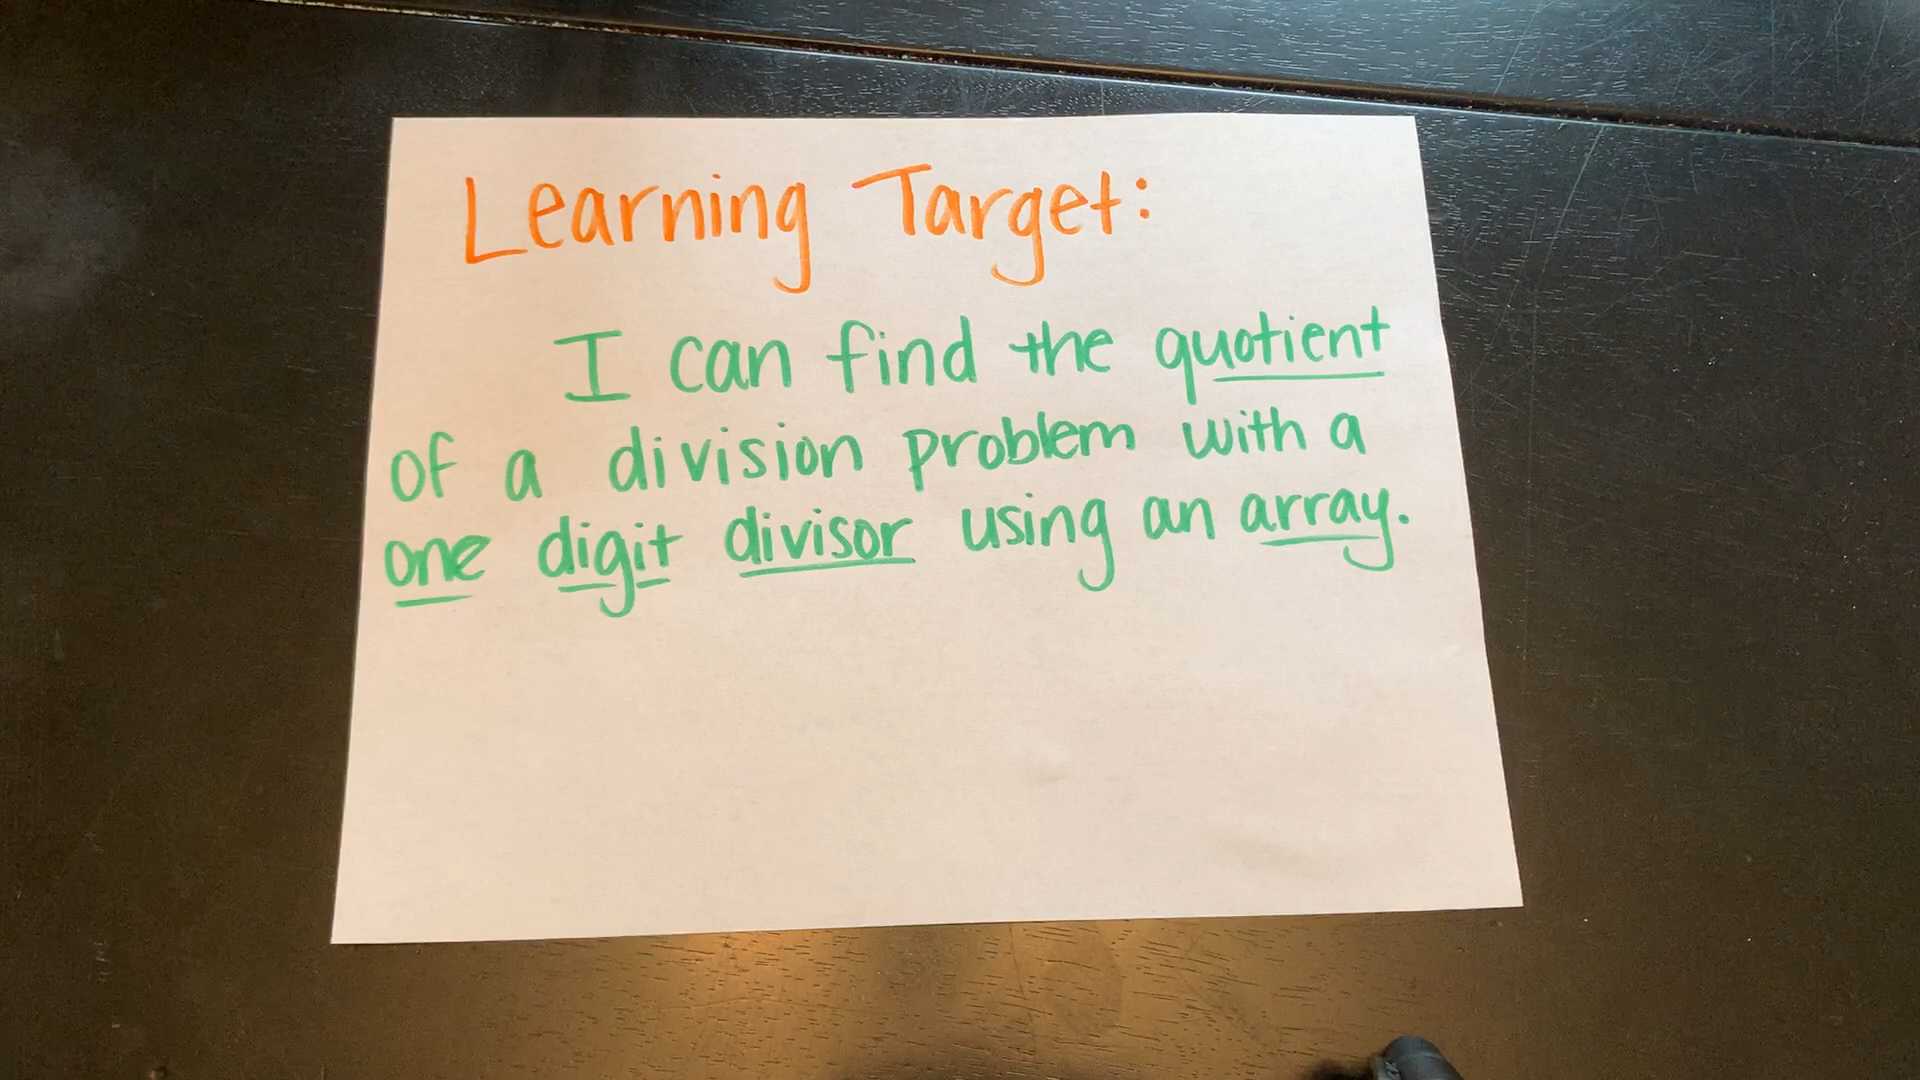 Learning Target:
I can find the quotient
of a division problem with a
one digit divisor using an array.